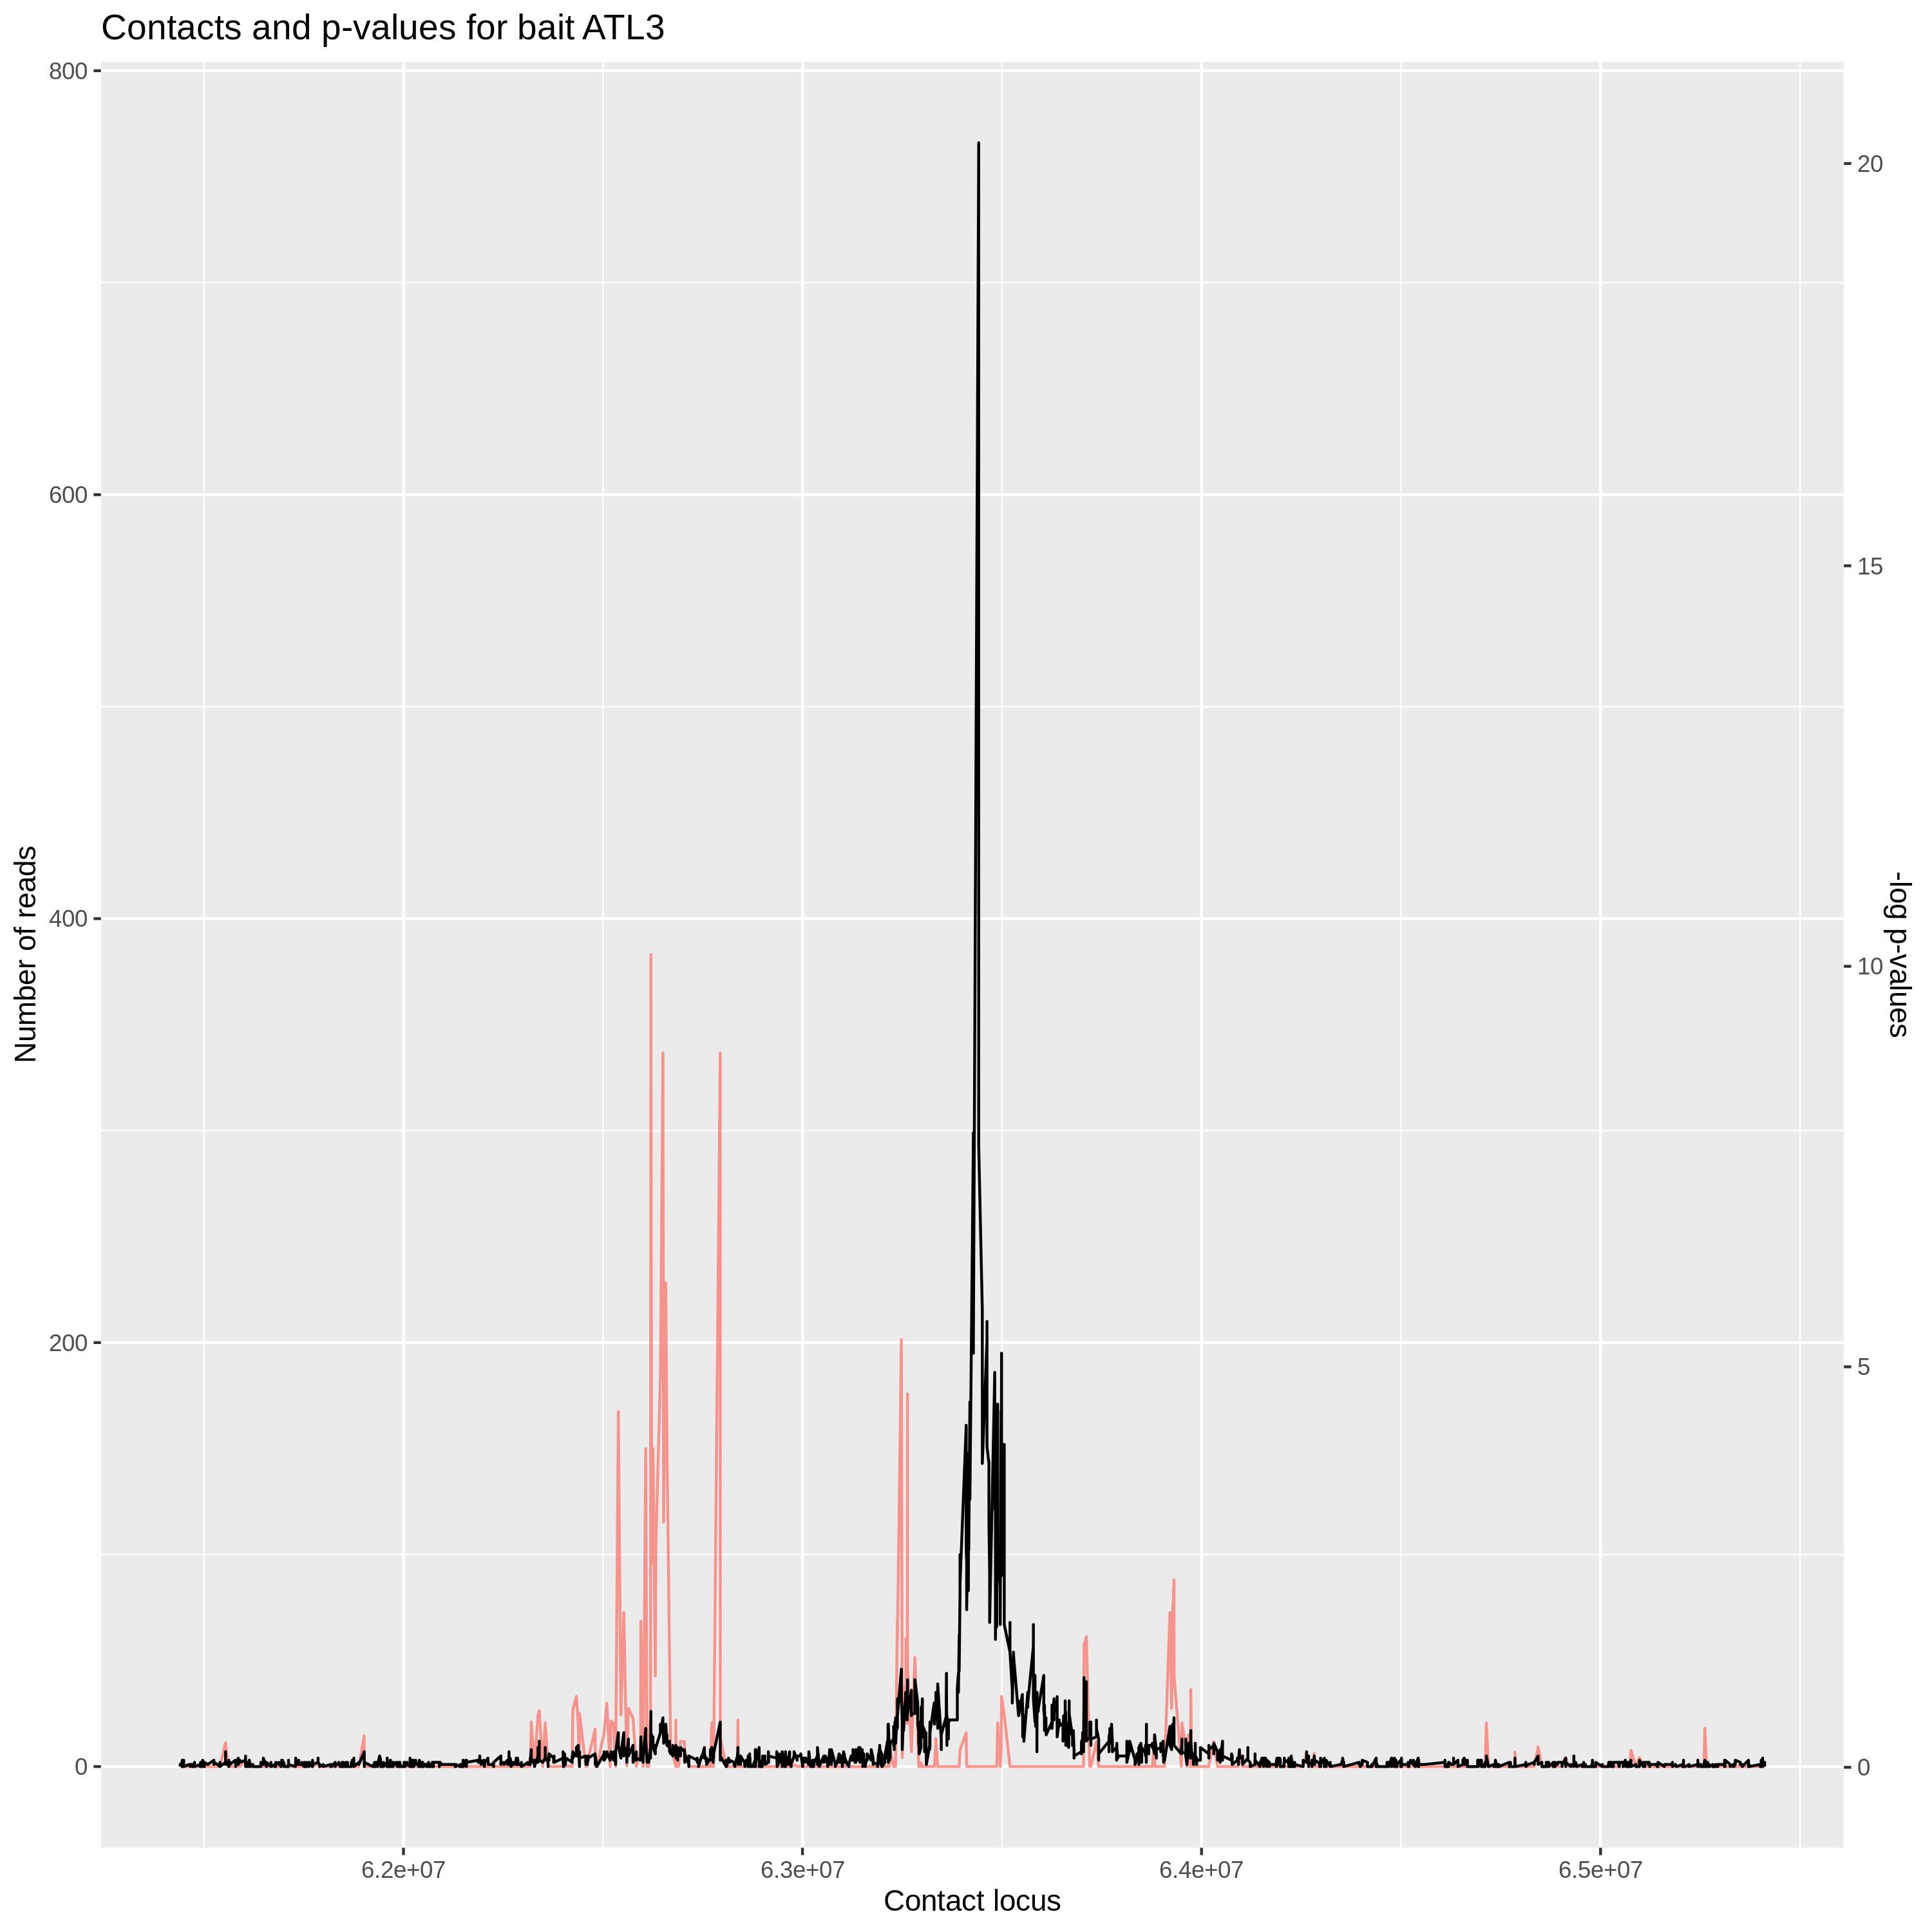 Contacts and p-values for bait ATL3
800
600
400
200
0
Number of reads
20
15
10
5
0
-log p-values
6.2e+07
6.3e+07
6.4e+07
6.5e+07
Contact locus